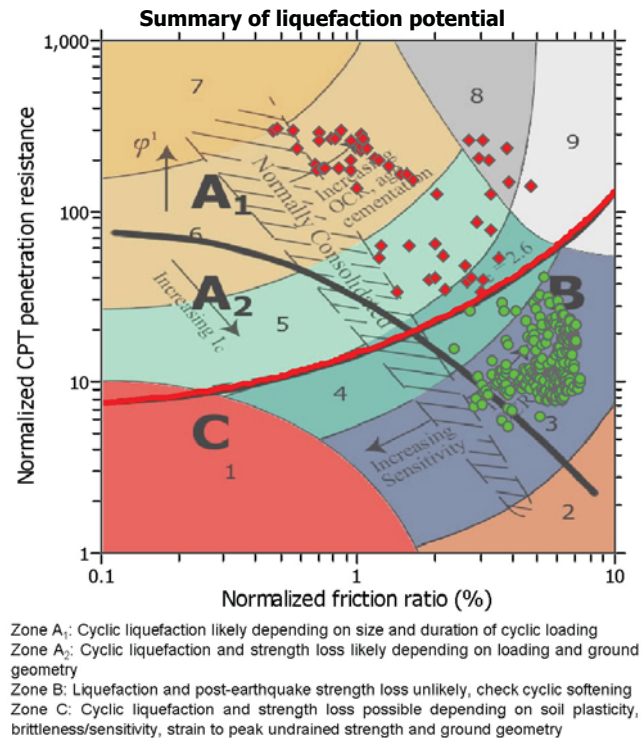 Summary of liquefaction potential
1,000
7
8
9
φ¹
Increasing
OCR, age
cementation
A₁
Normally Consolidated
100
6
A₂
Increasing Ic
5
2.6
B
10
4
C
1
Increasing
Sensitivity
3
2
1
0.1
1
10
Normalized CPT penetration resistance
Normalized friction ratio (%)
Zone A₁: Cyclic liquefaction likely depending on size and duration of cyclic loading
Zone A₂: Cyclic liquefaction and strength loss likely depending on loading and ground
geometry
Zone B: Liquefaction and post-earthquake strength loss unlikely, check cyclic softening
Zone C: Cyclic liquefaction and strength loss possible depending on soil plasticity,
brittleness/sensitivity, strain to peak undrained strength and ground geometry